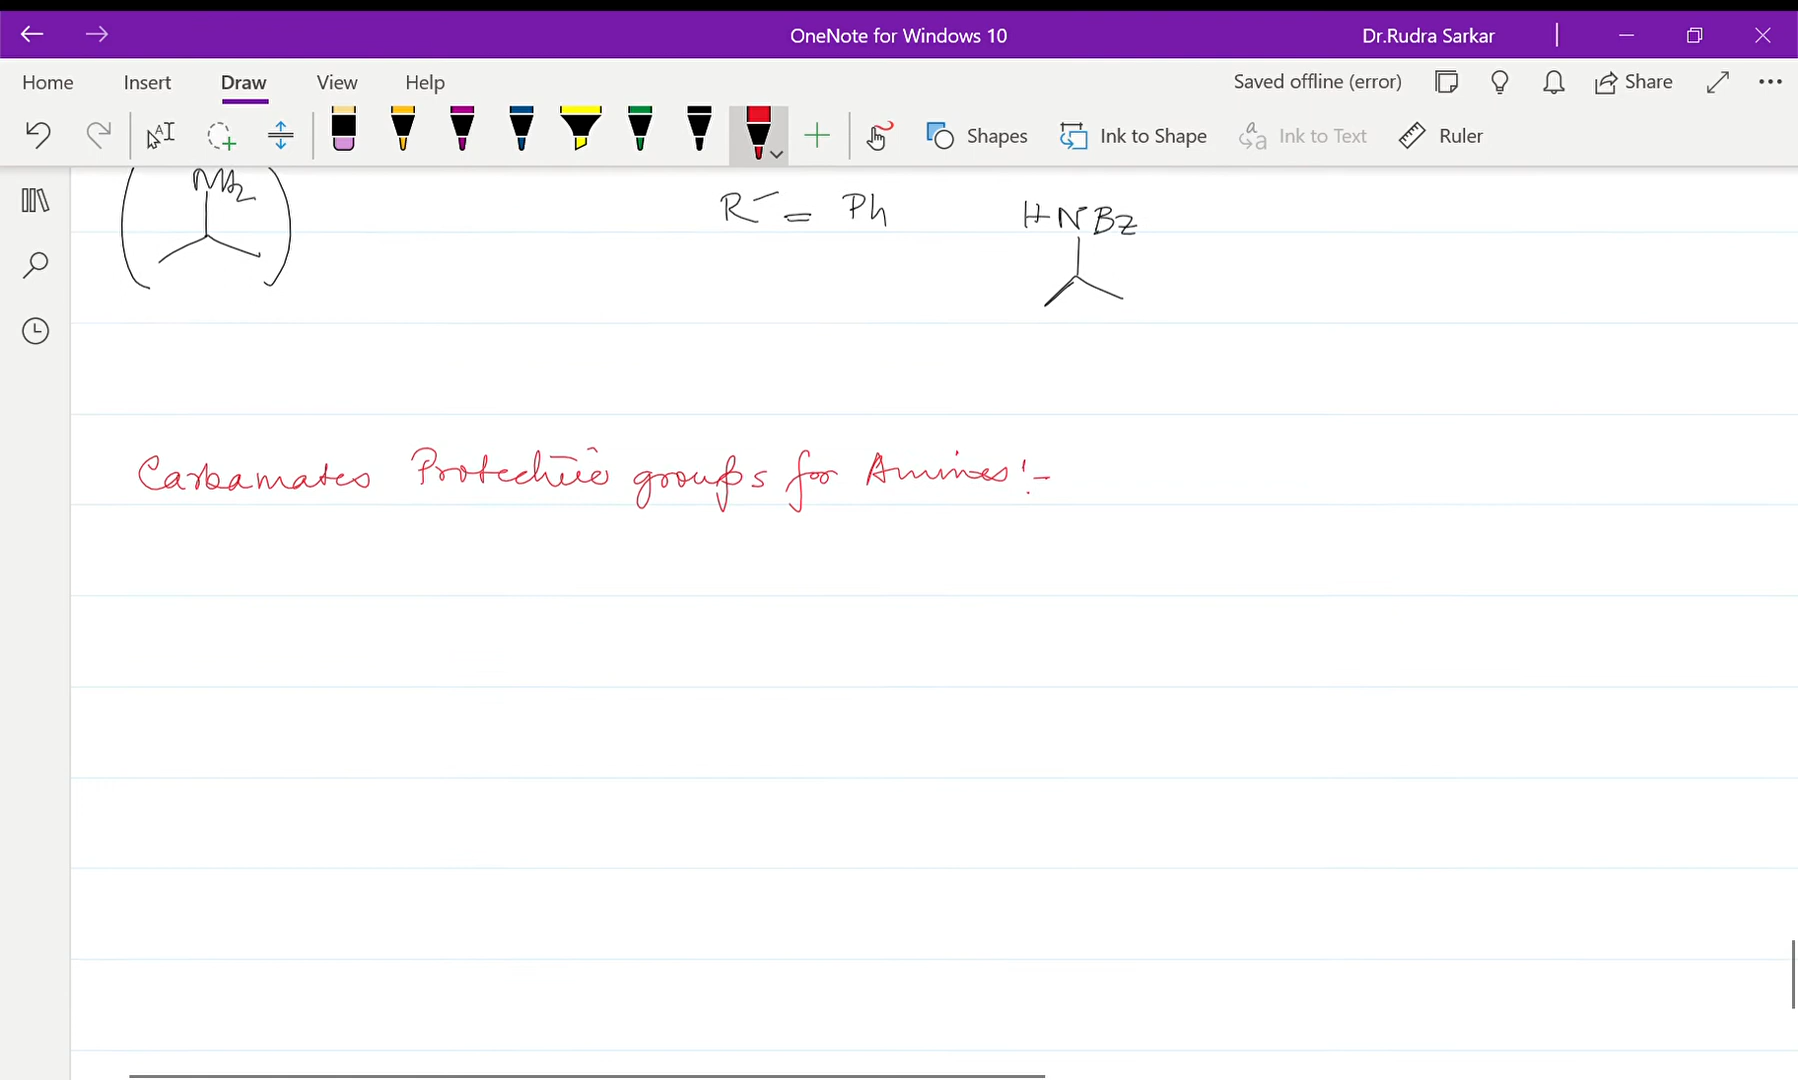 OneNote for Windows 10 Dr.Rudra Sarkar
Home Insert Draw View Help Saved offline (error) Share
Shapes Ink to Shape Ink to Text Ruler
NH2
R' = Ph HNBz
Carbamates Protective groups for Amines:-